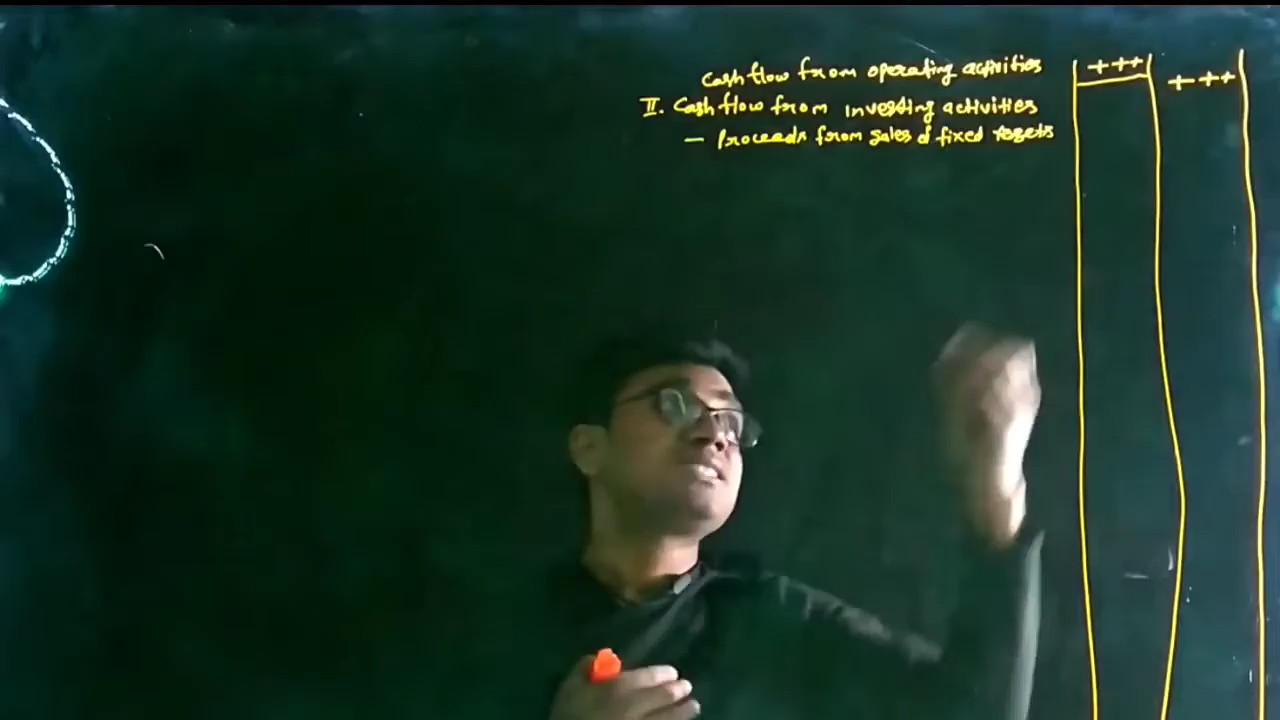 Cash flow from operating activities +++ +++
II. Cash flow from investing activities
- Proceeds from sales of fixed assets